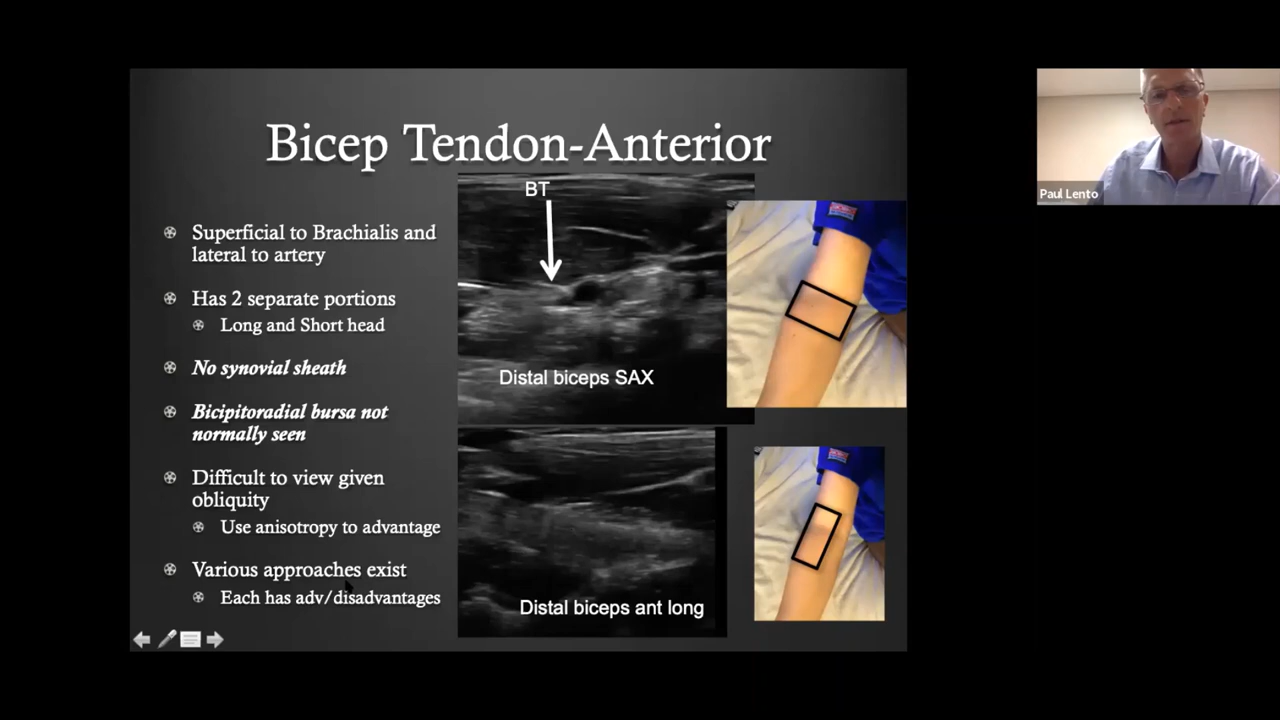 Bicep Tendon-Anterior
Superficial to Brachialis and
lateral to artery
Has 2 separate portions
Long and Short head
No synovial sheath
Bicipitoradial bursa not
normally seen
Difficult to view given
obliquity
Use anisotropy to advantage
Various approaches exist
Each has adv/disadvantages
BT
Distal biceps SAX
Distal biceps ant long
Paul Lento